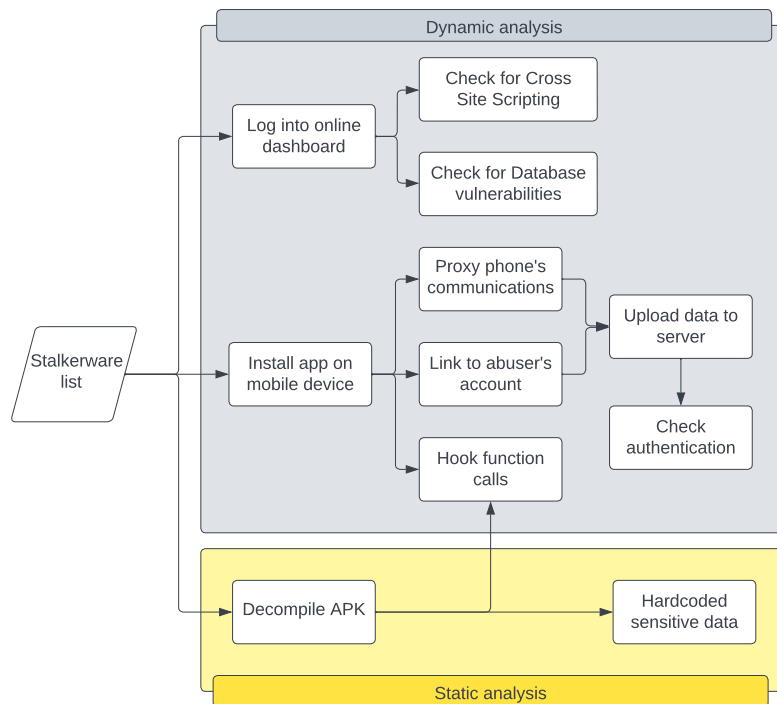 Dynamic analysis
Check for Cross
Site Scripting
Log into online
dashboard
Check for Database
vulnerabilities
Proxy phone's
communications
Upload data to
server
Stalkerware
list
Install app on
mobile device
Link to abuser's
account
Check
authentication
Hook function
calls
Decompile APK
Hardcoded
sensitive data
Static analysis